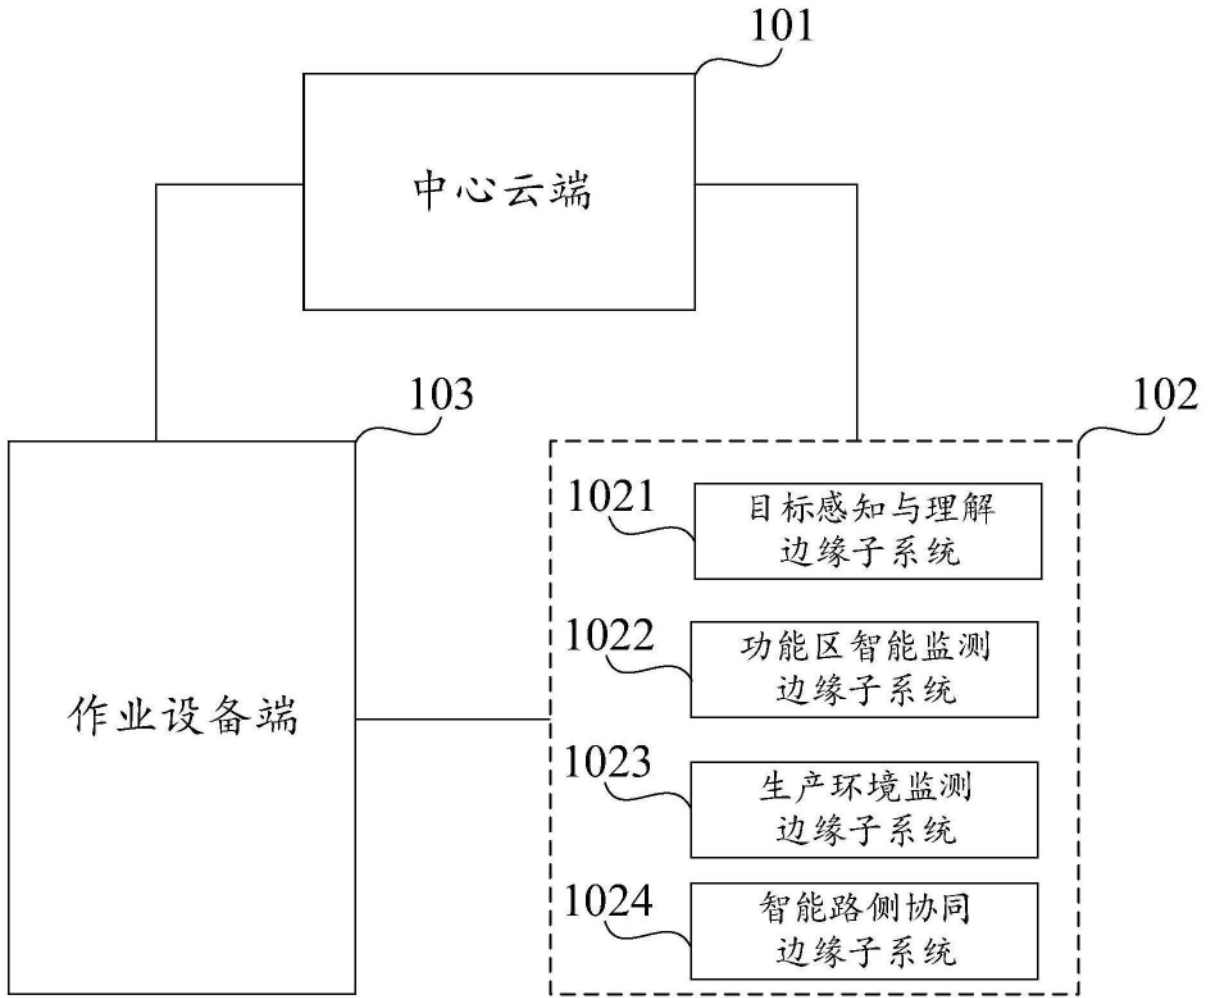 101
中心云端
103
102
1021
目标感知与理解
边缘子系统
1022
功能区智能监测
边缘子系统
作业设备端
1023
生产环境监测
边缘子系统
1024
智能路侧协同
边缘子系统